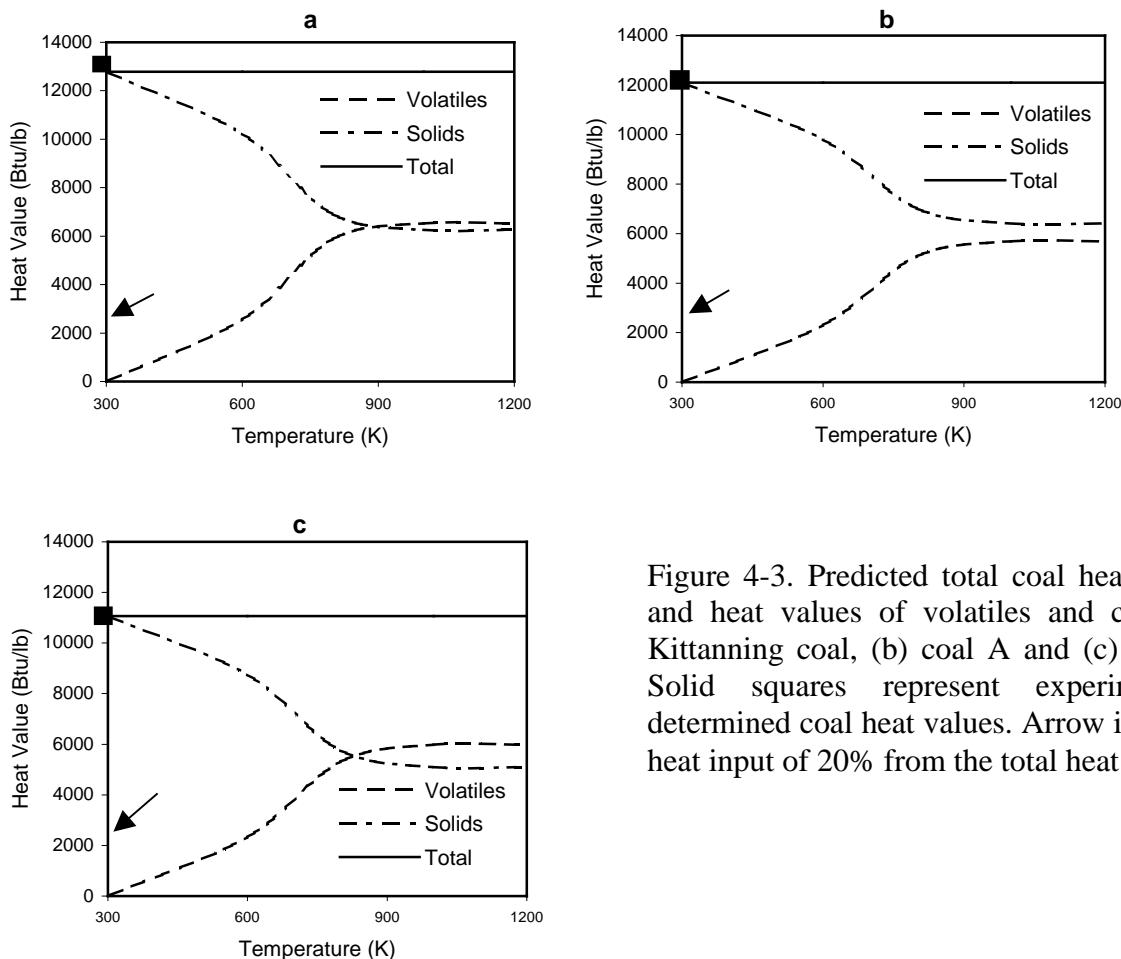 a
14000
12000
10000
8000
6000
4000
2000
0
Heat Value (Btu/lb)
Volatiles
Solids
Total
300 600 900 1200
Temperature (K)
b
14000
12000
10000
8000
6000
4000
2000
0
Heat Value (Btu/lb)
Volatiles
Solids
Total
300 600 900 1200
Temperature (K)
c
14000
12000
10000
8000
6000
4000
2000
0
Heat Value (Btu/lb)
Volatiles
Solids
Total
300 600 900 1200
Temperature (K)
Figure 4-3. Predicted total coal hea
and heat values of volatiles and c
Kittanning coal, (b) coal A and (c)
Solid squares represent experi
determined coal heat values. Arrow i
heat input of 20% from the total heat